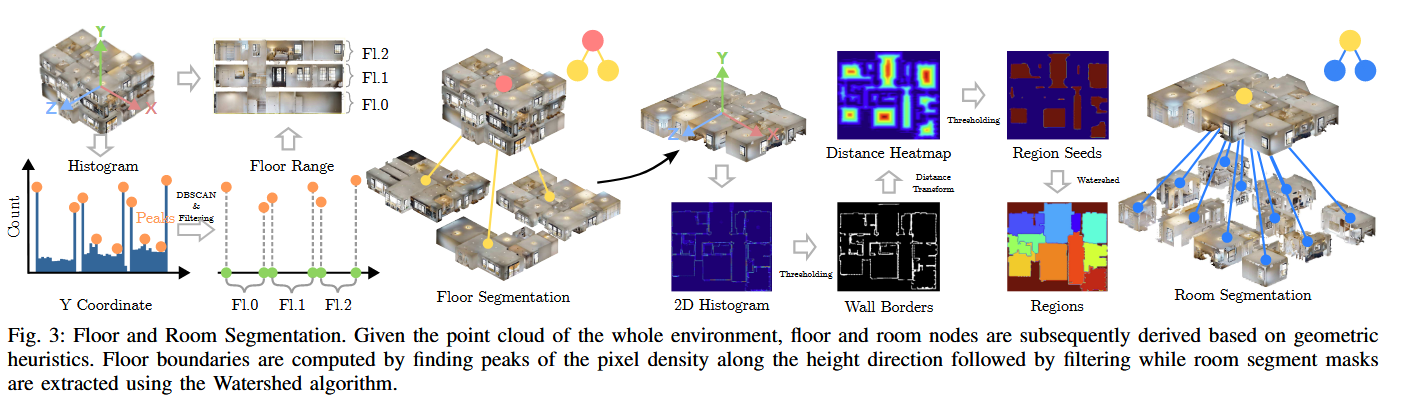 Y
Z
X
Histogram
Count
Peaks
Y Coordinate
DBSCAN
&
Filtering
Fl.2
Fl.1
Fl.0
Floor Range
Fl.0
Fl.1
Fl.2
Floor Segmentation
Y
Z
X
2D Histogram
Thresholding
Wall Borders
Distance
Transform
Distance Heatmap
Thresholding
Region Seeds
Watershed
Regions
Room Segmentation
Fig. 3: Floor and Room Segmentation. Given the point cloud of the whole environment, floor and room nodes are subsequently derived based on geometric
heuristics. Floor boundaries are computed by finding peaks of the pixel density along the height direction followed by filtering while room segment masks
are extracted using the Watershed algorithm.